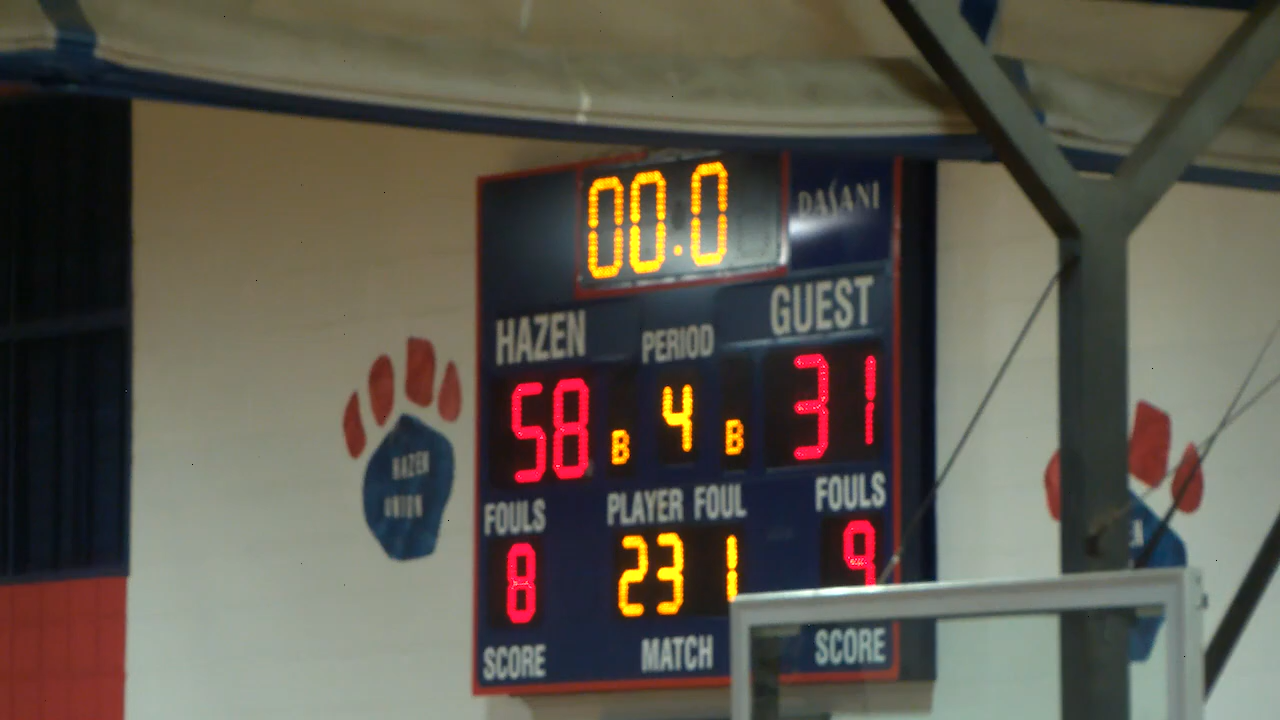 00.0
DASANI
HAZEN
PERIOD
GUEST
58
B
4
B
31
FOULS
PLAYER FOUL
FOULS
8
23 1
9
SCORE
MATCH
SCORE
HAZEN
UNION